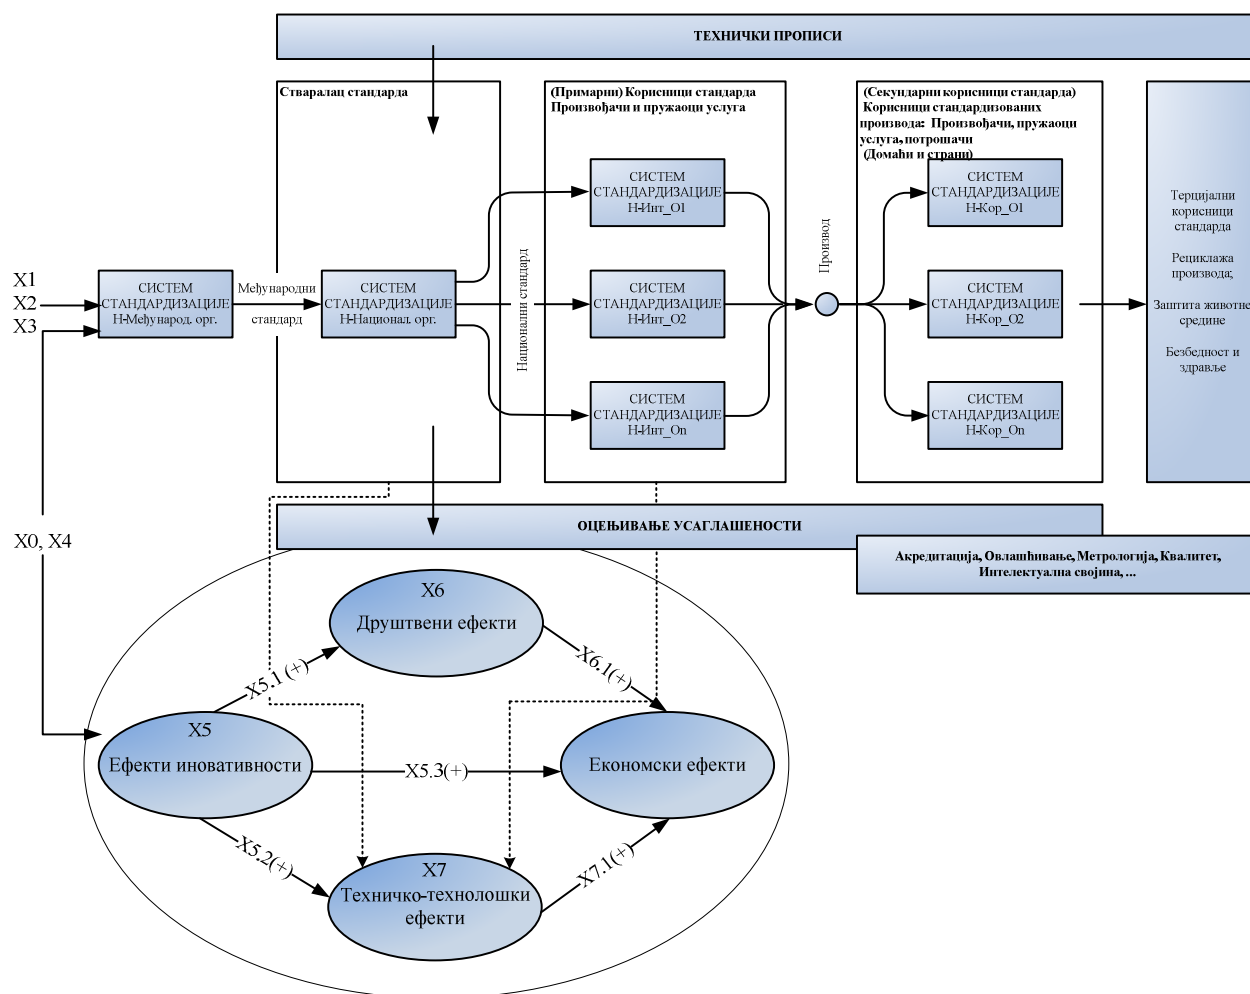 ТЕХНИЧКИ ПРОПИСИ
Стваралац стандарда
(Примарни) Корисници стандарда
Произвођачи и пружаоци услуга
(Секундарни корисници стандарда)
Корисници стандардизованих
производа: Произвођачи, пружаоци
услуга, потрошачи
(Домаћи и страни)
СИСТЕМ
СТАНДАРДИЗАЦИЈЕ
Н-Инт_О1
СИСТЕМ
СТАНДАРДИЗАЦИЈЕ
Н-Кор_О1
Терцијални
корисници
стандарда
Рециклажа
производа;
Заштита животне
средине
Безбедност и
здравље
Производ
Национални стандард
X1
X2
X3
СИСТЕМ
СТАНДАРДИЗАЦИЈЕ
Н-Међународ. орг.
Међународни
стандард
СИСТЕМ
СТАНДАРДИЗАЦИЈЕ
Н-Национал. орг.
СИСТЕМ
СТАНДАРДИЗАЦИЈЕ
Н-Инт_О2
СИСТЕМ
СТАНДАРДИЗАЦИЈЕ
Н-Кор_О2
СИСТЕМ
СТАНДАРДИЗАЦИЈЕ
Н-Инт_Оn
СИСТЕМ
СТАНДАРДИЗАЦИЈЕ
Н-Кор_Оn
ОЦЕЊИВАЊЕ УСАГЛАШЕНОСТИ
Акредитација, Овлашћивање, Метрологија, Квалитет,
Интелектуална својина, ...
X0, X4
X6
Друштвени ефекти
X5.1 (+)
X6.1(+)
X5
Ефекти иновативности
X5.3(+)
Економски ефекти
X5.2(+)
X7.1(+)
X7
Техничко-технолошки
ефекти